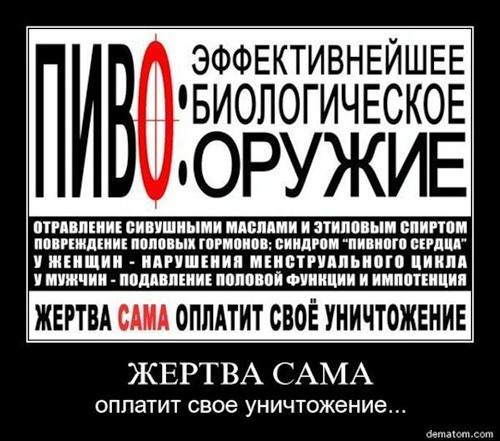 ПИВО: ЭФФЕКТИВНЕЙШЕЕ
БИОЛОГИЧЕСКОЕ
ОРУЖИЕ
ОТРАВЛЕНИЕ СИВУШНЫМИ МАСЛАМИ И ЭТИЛОВЫМ СПИРТОМ
ПОВРЕЖДЕНИЕ ПОЛОВЫХ ГОРМОНОВ; СИНДРОМ "ПИВНОГО СЕРДЦА"
У ЖЕНЩИН - НАРУШЕНИЯ МЕНСТРУАЛЬНОГО ЦИКЛА
У МУЖЧИН - ПОДАВЛЕНИЕ ПОЛОВОЙ ФУНКЦИИ И ИМПОТЕНЦИЯ
ЖЕРТВА САМА ОПЛАТИТ СВОЁ УНИЧТОЖЕНИЕ
ЖЕРТВА САМА
оплатит свое уничтожение...
dematom.com